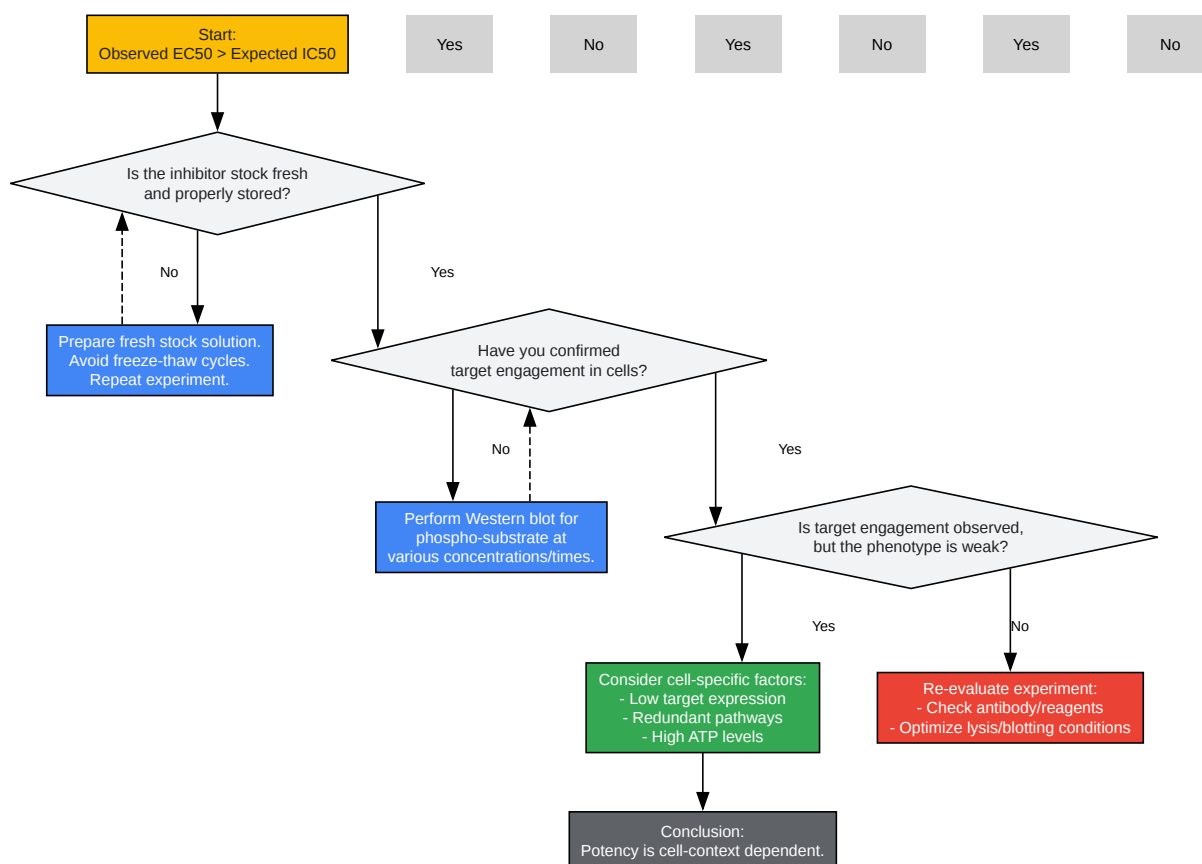 Start:
Observed EC50 > Expected IC50
Yes
No
Yes
No
Yes
No
Is the inhibitor stock fresh
and properly stored?
No
Yes
Prepare fresh stock solution.
Avoid freeze-thaw cycles.
Repeat experiment.
Have you confirmed
target engagement in cells?
No
Yes
Perform Western blot for
phospho-substrate at
various concentrations/times.
Is target engagement observed,
but the phenotype is weak?
Yes
No
Consider cell-specific factors:
- Low target expression
- Redundant pathways
- High ATP levels
Re-evaluate experiment:
- Check antibody/reagents
- Optimize lysis/blotting conditions
Conclusion:
Potency is cell-context dependent.